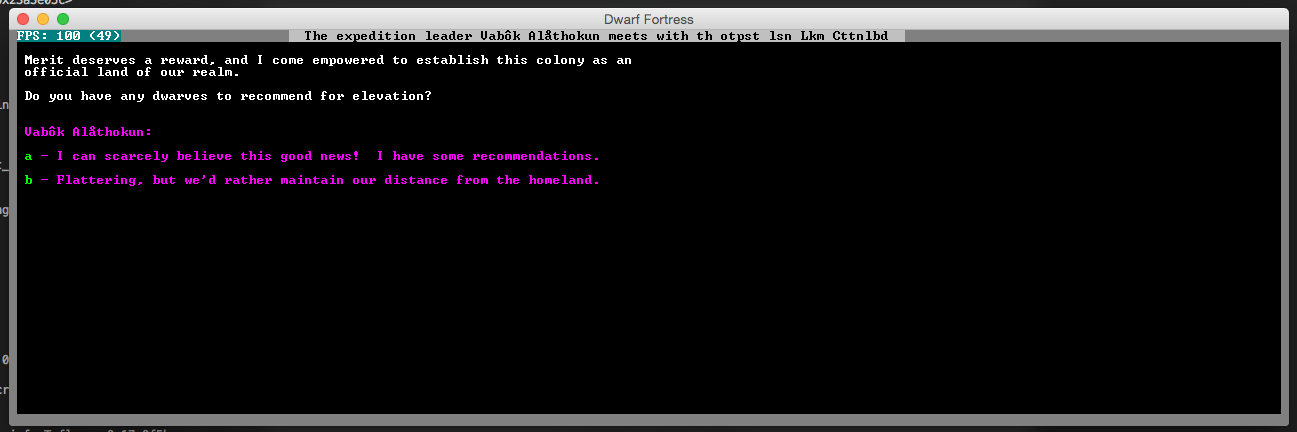 Dwarf Fortress
FPS: 100 (49) The expedition leader Vabôk Alåthokun meets with th otpst lsn Lkm Cttnlbd
Merit deserves a reward, and I come empowered to establish this colony as an
official land of our realm.
Do you have any dwarves to recommend for elevation?
Vabôk Alåthokun:
a - I can scarcely believe this good news!  I have some recommendations.
b - Flattering, but we'd rather maintain our distance from the homeland.